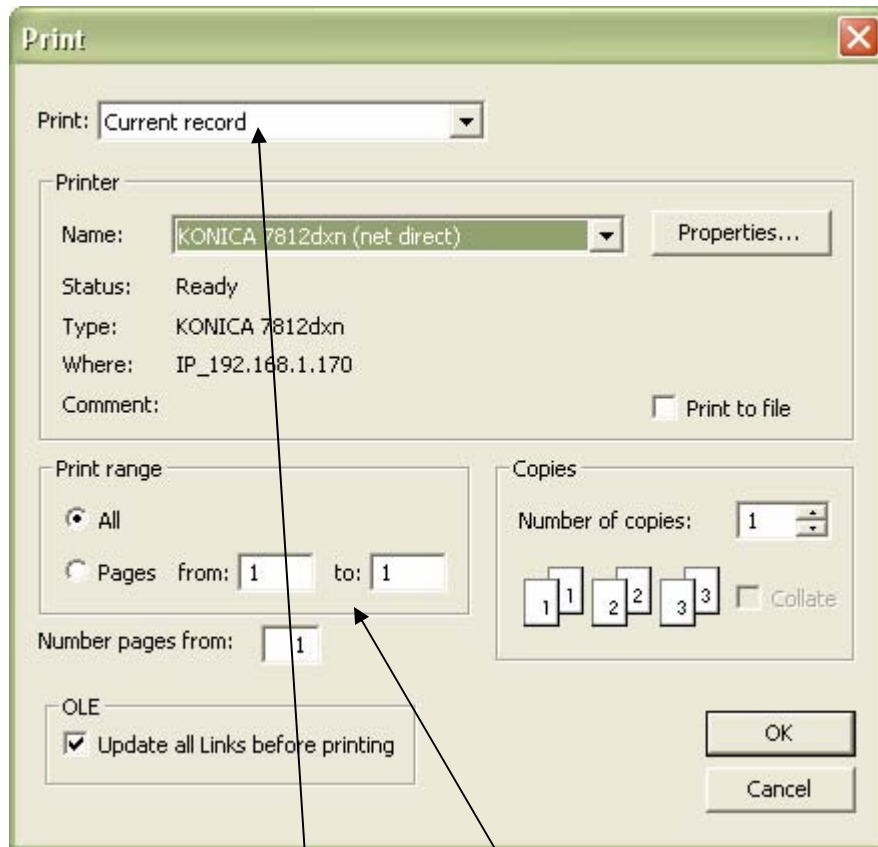 Print
Print: Current record
Printer
Name: KONICA 7812dxn (net direct) Properties...
Status: Ready
Type: KONICA 7812dxn
Where: IP_192.168.1.170
Comment: Print to file
Print range
All
Pages from: 1 to: 1
Number pages from: 1
Copies
Number of copies: 1
1 1 2 2 3 3 Collate
OLE
Update all Links before printing
OK
Cancel